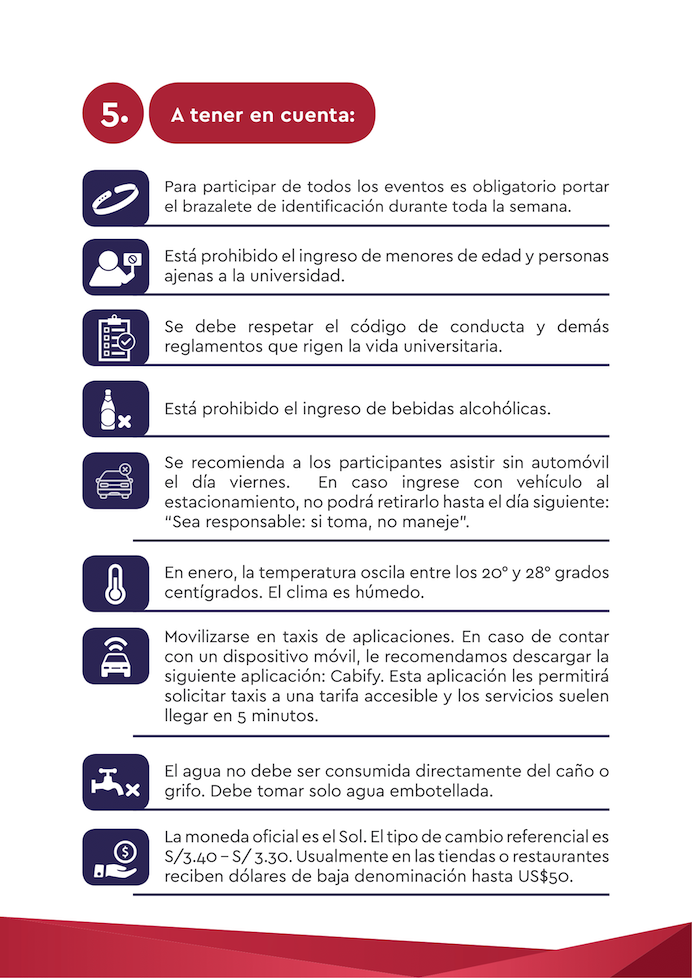 5. A tener en cuenta:
Para participar de todos los eventos es obligatorio portar
el brazalete de identificación durante toda la semana.
Está prohibido el ingreso de menores de edad y personas
ajenas a la universidad.
Se debe respetar el código de conducta y demás
reglamentos que rigen la vida universitaria.
Está prohibido el ingreso de bebidas alcohólicas.
Se recomienda a los participantes asistir sin automóvil
el día viernes. En caso ingrese con vehículo al
estacionamiento, no podrá retirarlo hasta el día siguiente:
“Sea responsable: si toma, no maneje”.
En enero, la temperatura oscila entre los 20° y 28° grados
centígrados. El clima es húmedo.
Movilizarse en taxis de aplicaciones. En caso de contar
con un dispositivo móvil, le recomendamos descargar la
siguiente aplicación: Cabify. Esta aplicación les permitirá
solicitar taxis a una tarifa accesible y los servicios suelen
llegar en 5 minutos.
El agua no debe ser consumida directamente del caño o
grifo. Debe tomar solo agua embotellada.
La moneda oficial es el Sol. El tipo de cambio referencial es
S/3.40 – S/ 3.30. Usualmente en las tiendas o restaurantes
reciben dólares de baja denominación hasta US$50.